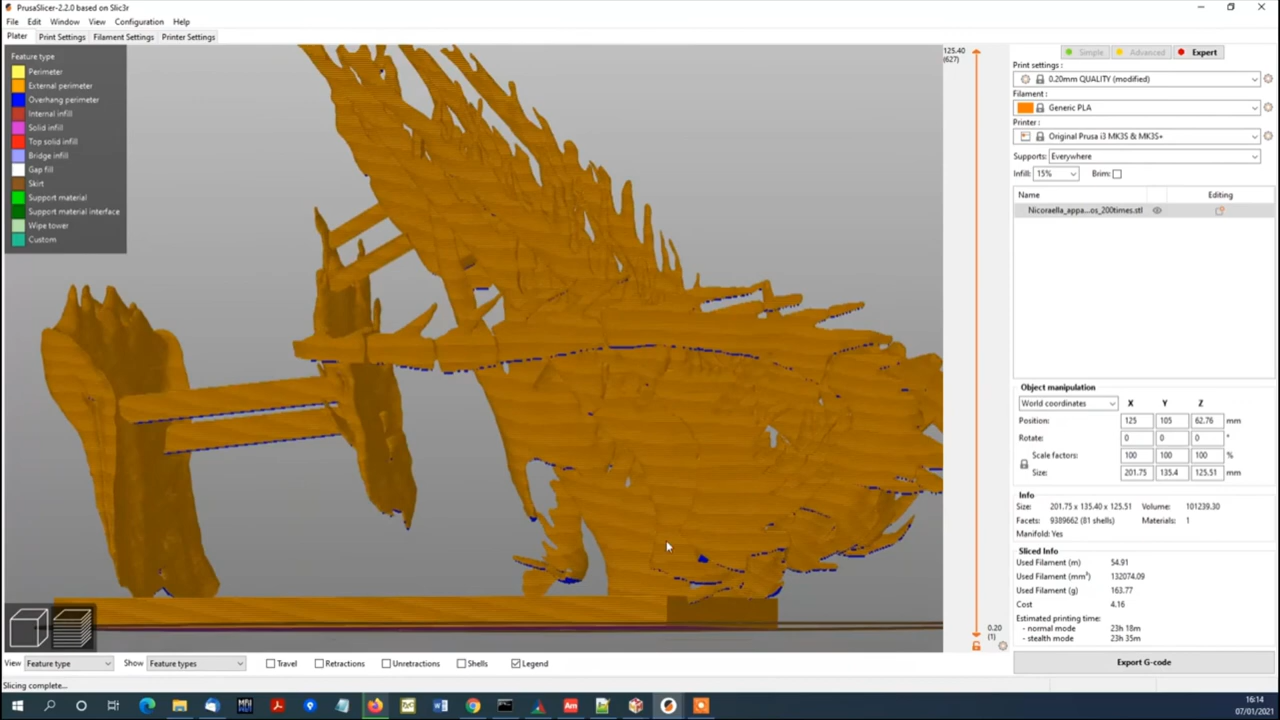 PrusaSlicer-2.2.0 based on Slic3r
File Edit Window View Configuration Help
Plater Print Settings Filament Settings Printer Settings
Feature type
Perimeter
External perimeter
Overhang perimeter
Internal infill
Solid infill
Top solid infill
Bridge infill
Gap fill
Skirt
Support material
Support material interface
Wipe tower
Custom
125.40
(627)
0.20
(1)
Simple Advanced Expert
Print settings :
0.20mm QUALITY (modified)
Filament :
Generic PLA
Printer :
Original Prusa i3 MK3S & MK3S+
Supports: Everywhere
Infill: 15% Brim:
Name Editing
Nicoraella_appa...os_200times.stl
Object manipulation
World coordinates X Y Z
Position: 125 105 62.76 mm
Rotate: 0 0 0 °
Scale factors: 100 100 100 %
Size: 201.75 135.4 125.51 mm
Info
Size: 201.75 x 135.40 x 125.51 Volume: 101239.30
Facets: 9389662 (81 shells) Materials: 1
Manifold: Yes
Sliced Info
Used Filament (m) 54.91
Used Filament (mm³) 132074.09
Used Filament (g) 163.77
Cost 4.16
Estimated printing time:
- normal mode 23h 18m
- stealth mode 23h 35m
Export G-code
View Feature type Show Feature types Travel Retractions Unretractions Shells Legend
Slicing complete...
16:14
07/01/2021